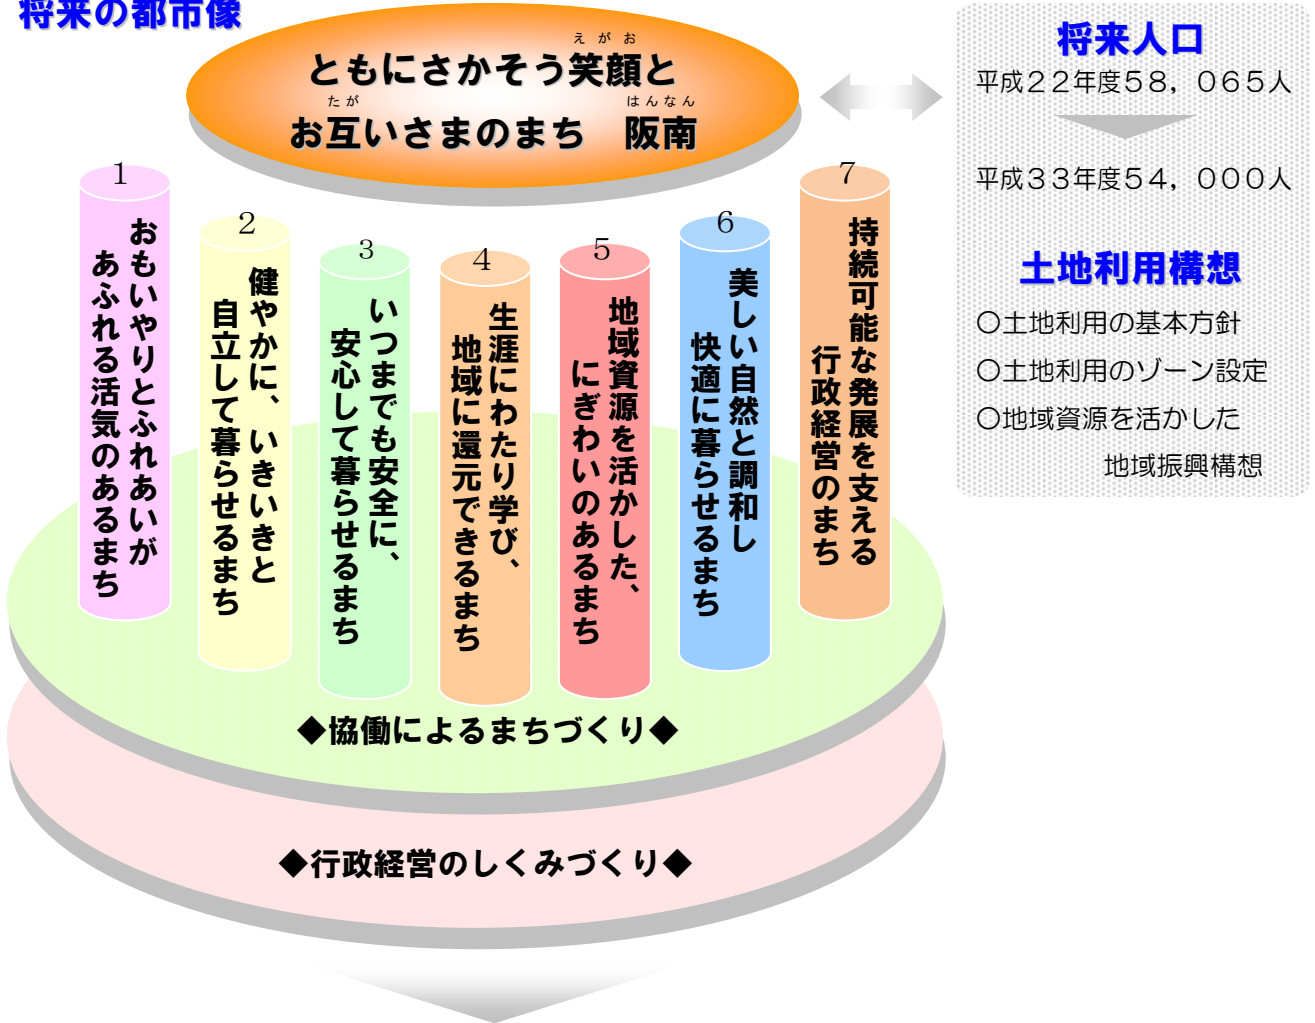 将来の都市像
えがお
ともにさかそう笑顔と
たが　はんなん
お互いさまのまち　阪南
1
おもいやりとふれあいが
あふれる活気のあるまち
2
健やかに、いきいきと
自立して暮らせるまち
3
いつまでも安全に、
安心して暮らせるまち
4
生涯にわたり学び、
地域に還元できるまち
5
地域資源を活かした、
にぎわいのあるまち
6
美しい自然と調和し
快適に暮らせるまち
7
持続可能な発展を支える
行政経営のまち
◆協働によるまちづくり◆
◆行政経営のしくみづくり◆
将来人口
平成２２年度５８，０６５人
平成３３年度５４，０００人
土地利用構想
〇土地利用の基本方針
〇土地利用のゾーン設定
〇地域資源を活かした
地域振興構想